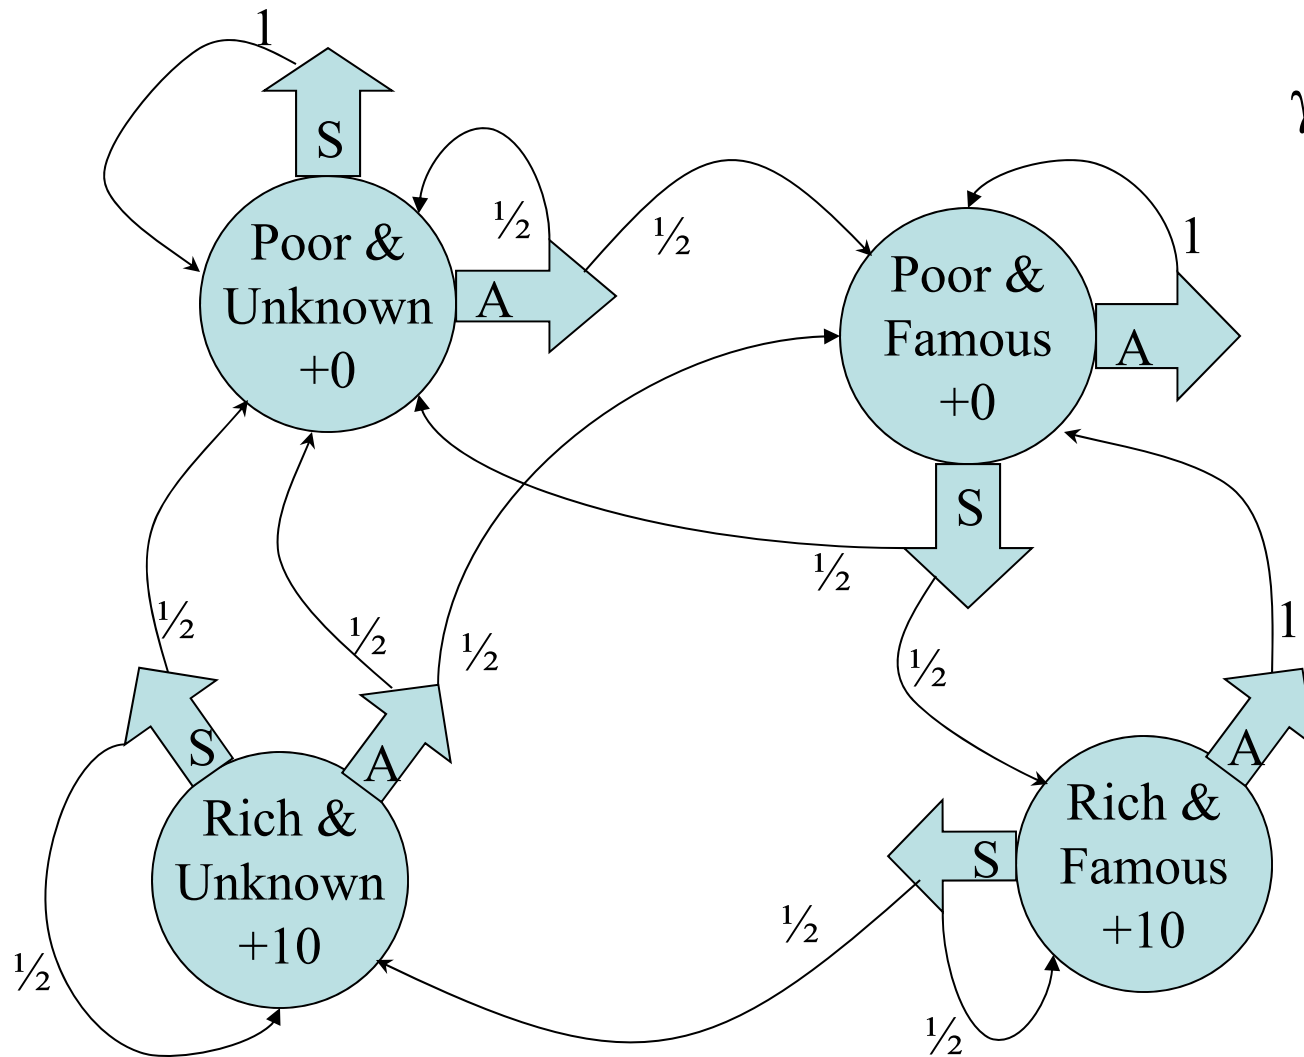 1
S
½
½
Poor &
Unknown
+0
A
Poor &
Famous
+0
1
A
γ
S
½
½
½
½
½
1
S
A
Rich &
Unknown
+10
½
A
Rich &
Famous
+10
S
½
½